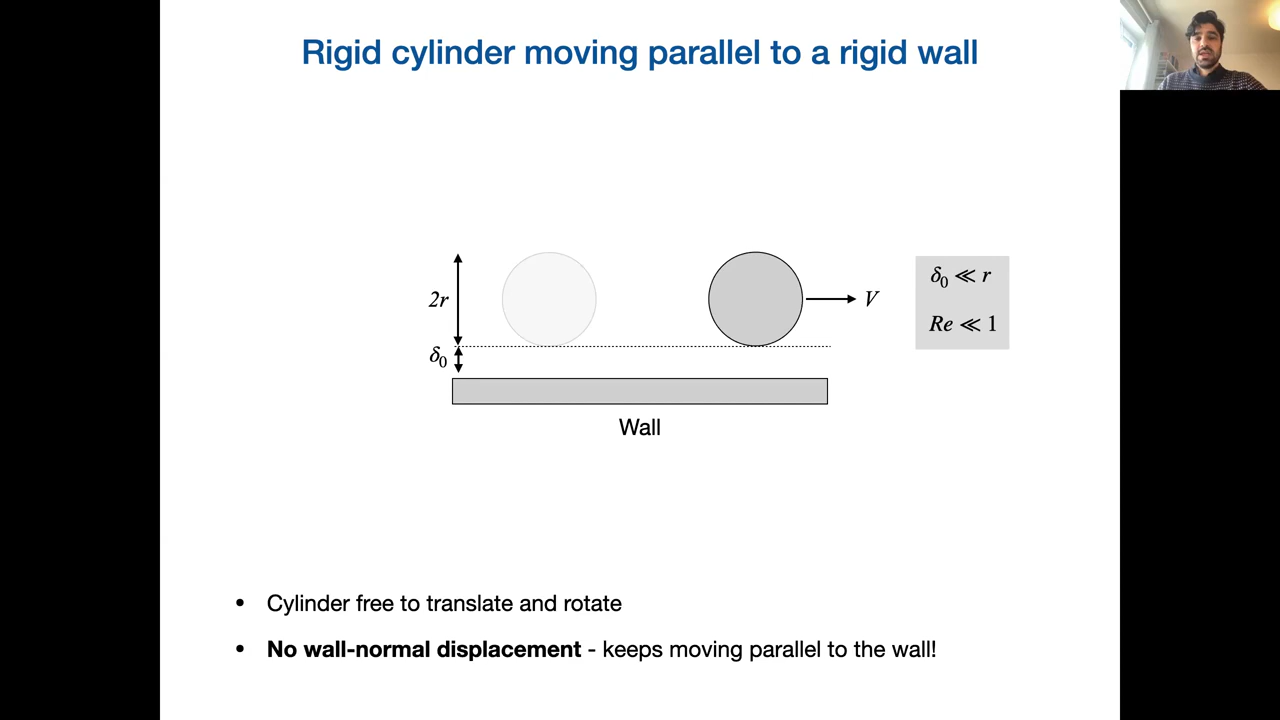 Rigid cylinder moving parallel to a rigid wall
2r
δ₀
V
δ₀ ≪ r
Re ≪ 1
Wall
• Cylinder free to translate and rotate
• No wall-normal displacement - keeps moving parallel to the wall!